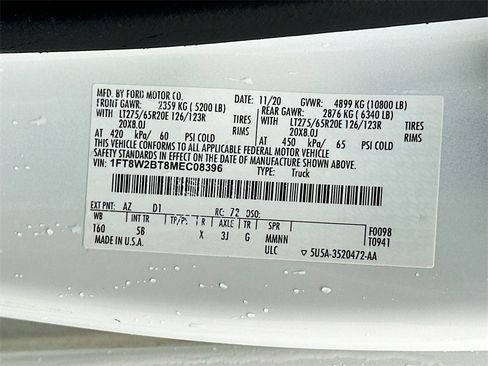 MFD. BY FORD MOTOR CO.
DATE: 11/20 GVWR: 4899 KG (10800 LB)
FRONT GAWR: 2359 KG (5200 LB) REAR GAWR: 2876 KG (6340 LB)
WITH LT275/65R20E 126/123R TIRES WITH LT275/65R20E 126/123R TIRES
20X8.0J RIMS 20X8.0J RIMS
AT 420 kPa/ 60 PSI COLD AT 450 kPa/ 65 PSI COLD
THIS VEHICLE CONFORMS TO ALL APPLICABLE FEDERAL MOTOR VEHICLE
SAFETY STANDARDS IN EFFECT ON THE DATE OF MANUFACTURE SHOWN ABOVE.
VIN: 1FT8W2BT8MEC08396 TYPE: Truck
EXT PNT: AZ D1 RC: 72 DSO:
WB INT TR TP/PS R AXLE TR SPR F0098
160 5B X 3J G MMNN T0941
MADE IN U.S.A. ULC ▽ 5U5A-3520472-AA